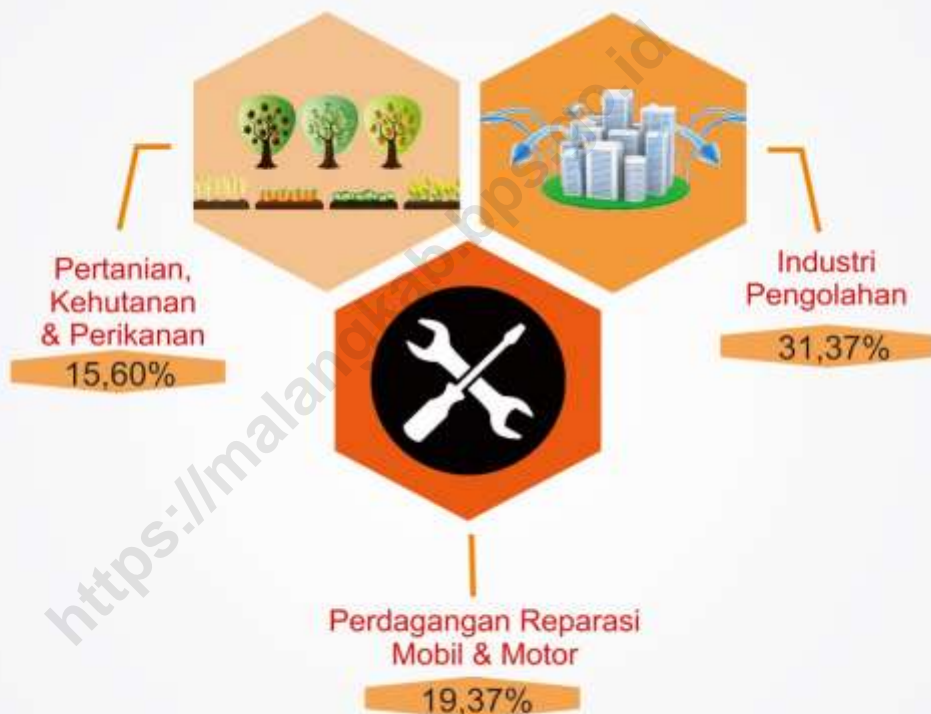 Pertanian,
Kehutanan
& Perikanan
15,60%
Industri
Pengolahan
31,37%
Perdagangan Reparasi
Mobil & Motor
19,37%
https://malangkab.bps.go.id